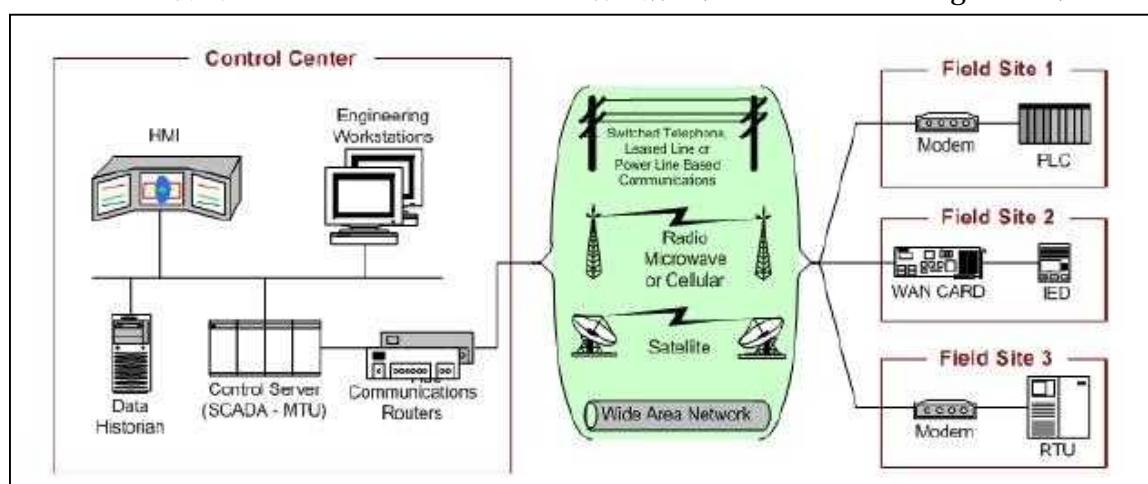 Control Center
HMI
Engineering
Workstations
Data
Historian
Control Server
(SCADA - MTU)
Communications
Routers
Switched Telephone,
Leased Line or
Power Line Based
Communications
Radio
Microwave
or Cellular
Satellite
Wide Area Network
Field Site 1
Modem
PLC
Field Site 2
WAN CARD
IED
Field Site 3
Modem
RTU